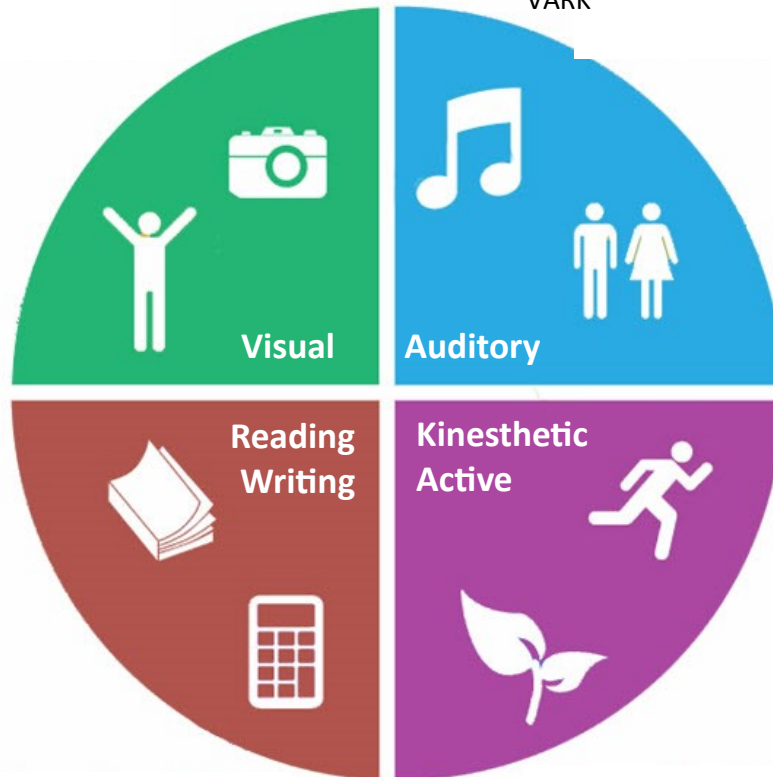 VARK
Visual
Auditory
Reading
Writing
Kinesthetic
Active